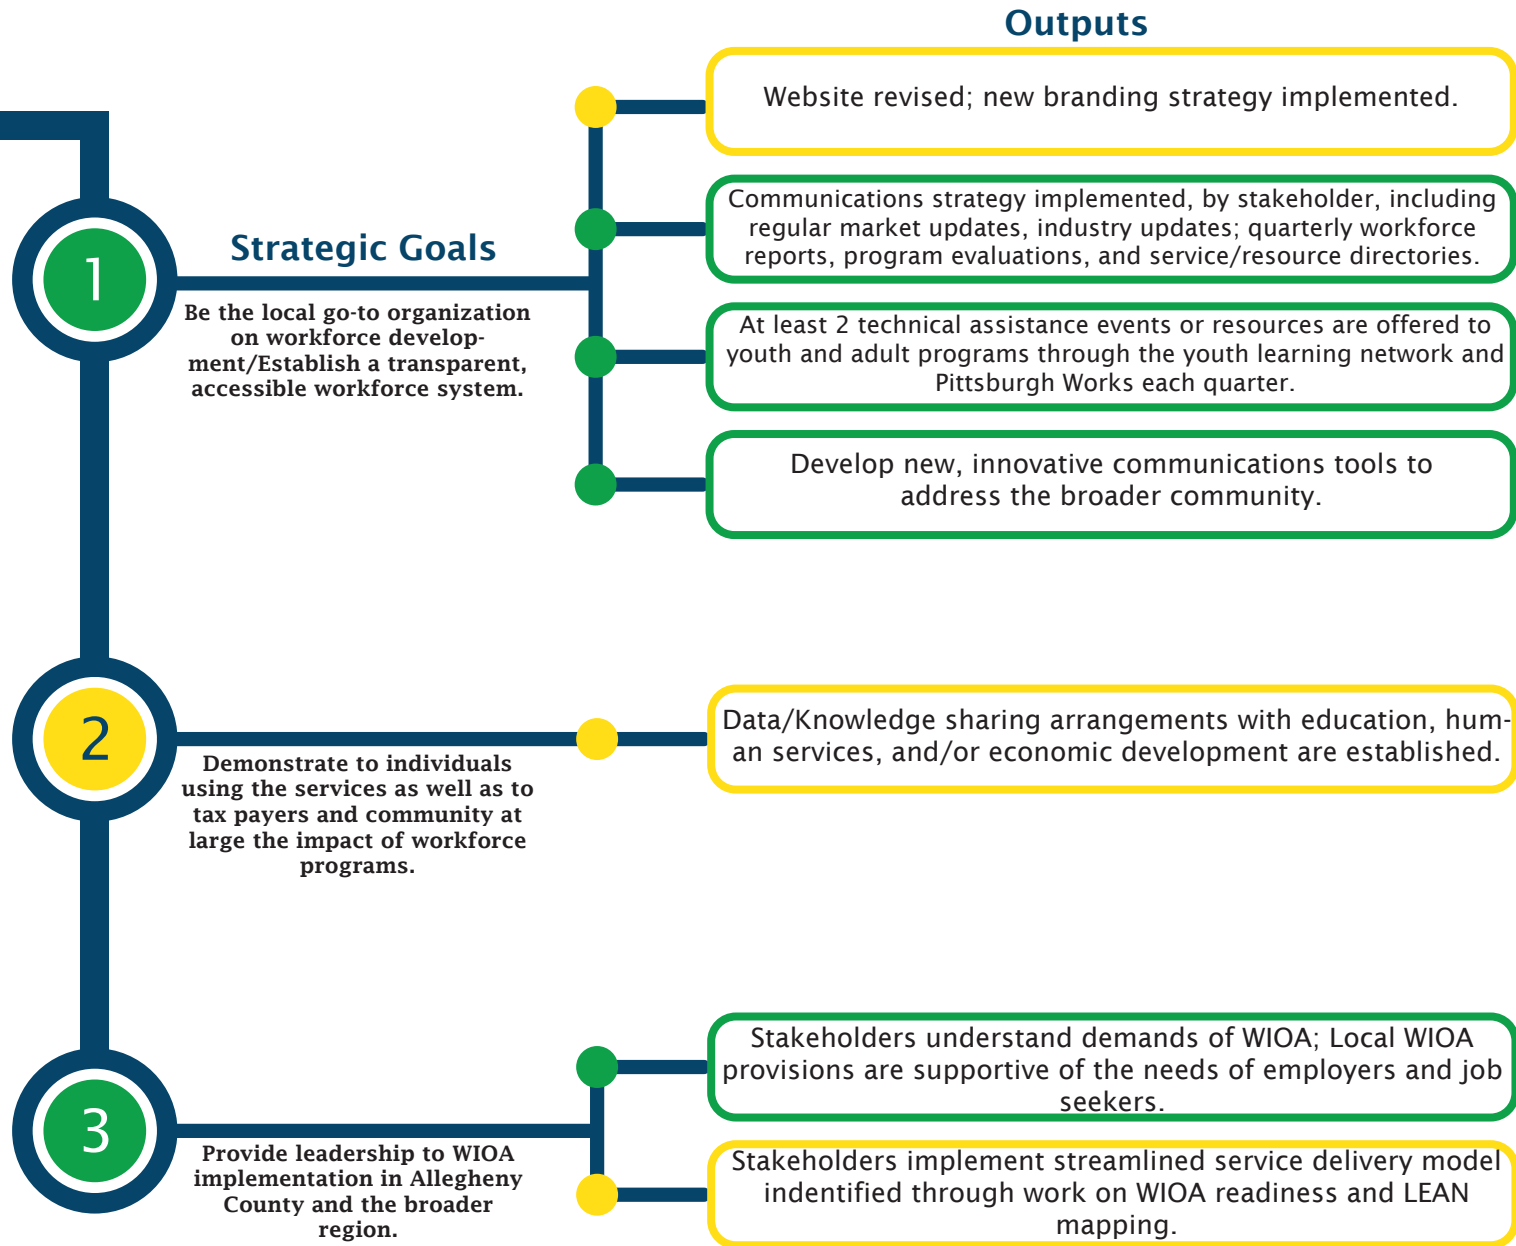 Outputs
Website revised; new branding strategy implemented.
Communications strategy implemented, by stakeholder, including
regular market updates, industry updates; quarterly workforce
reports, program evaluations, and service/resource directories.
1
Strategic Goals
Be the local go-to organization
on workforce develop-
ment/Establish a transparent,
accessible workforce system.
At least 2 technical assistance events or resources are offered to
youth and adult programs through the youth learning network and
Pittsburgh Works each quarter.
Develop new, innovative communications tools to
address the broader community.
2
Demonstrate to individuals
using the services as well as to
tax payers and community at
large the impact of workforce
programs.
Data/Knowledge sharing arrangements with education, hum-
an services, and/or economic development are established.
3
Provide leadership to WIOA
implementation in Allegheny
County and the broader
region.
Stakeholders understand demands of WIOA; Local WIOA
provisions are supportive of the needs of employers and job
seekers.
Stakeholders implement streamlined service delivery model
indentified through work on WIOA readiness and LEAN
mapping.